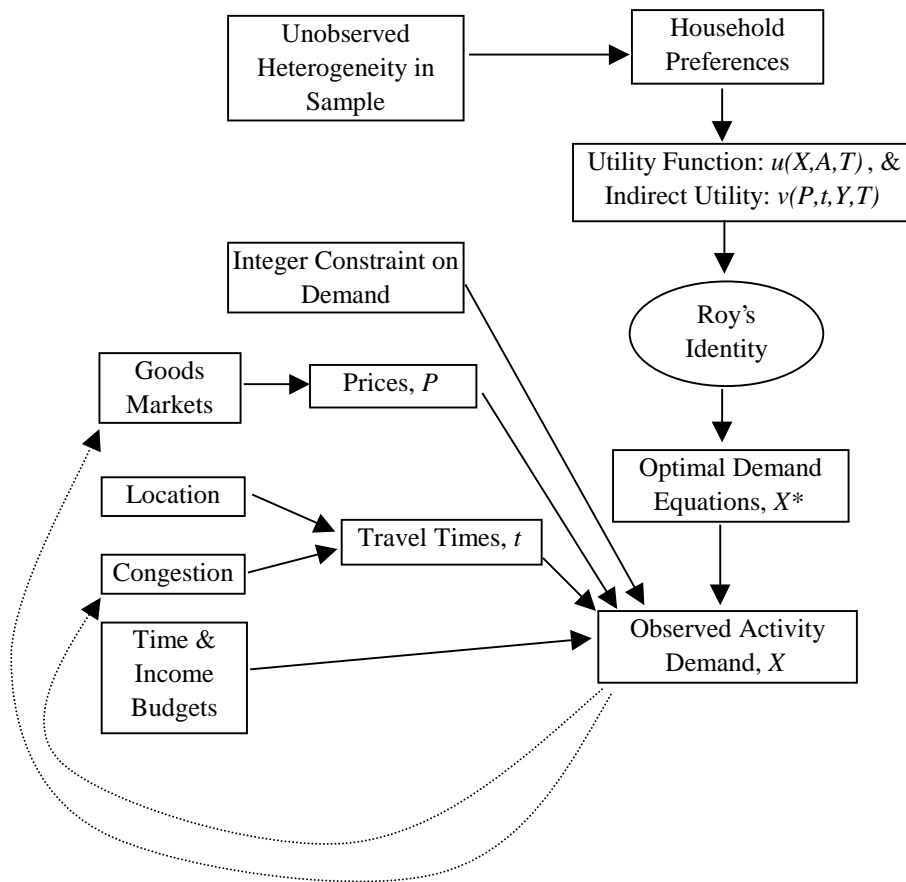 Unobserved
Heterogeneity in
Sample
Household
Preferences
Utility Function: u(X,A,T) , &
Indirect Utility: v(P,t,Y,T)
Integer Constraint on
Demand
Roy’s
Identity
Goods
Markets
Prices, P
Optimal Demand
Equations, X*
Location
Travel Times, t
Congestion
Time &
Income
Budgets
Observed Activity
Demand, X